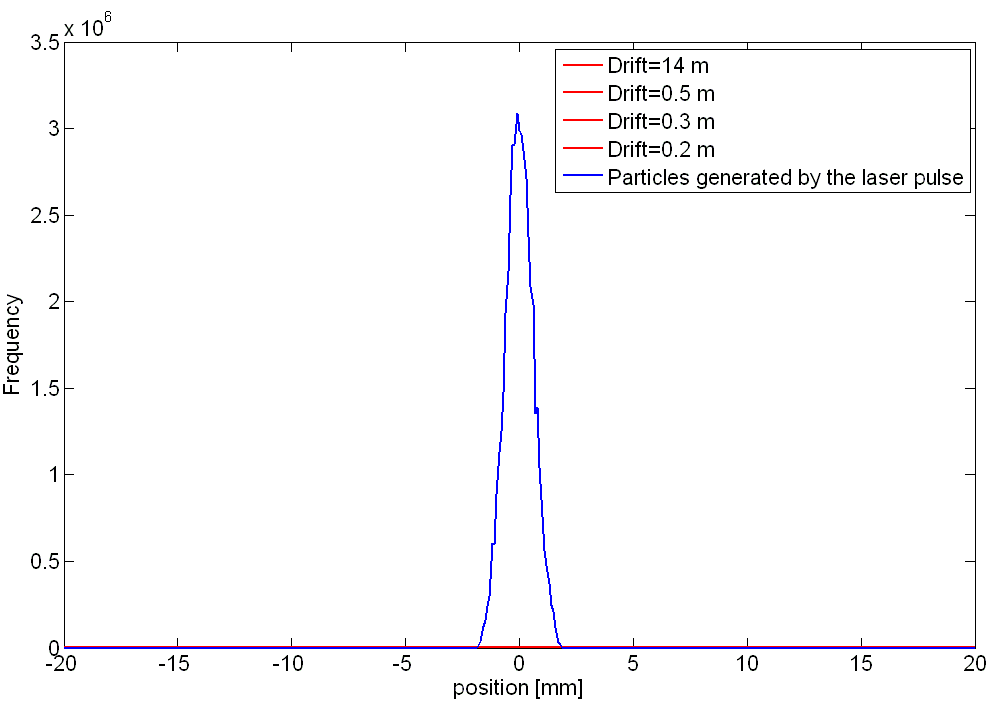 x 10^6
3.5
3
2.5
2
1.5
1
0.5
0
Frequency
Drift=14 m
Drift=0.5 m
Drift=0.3 m
Drift=0.2 m
Particles generated by the laser pulse
-20 -15 -10 -5 0 5 10 15 20
position [mm]